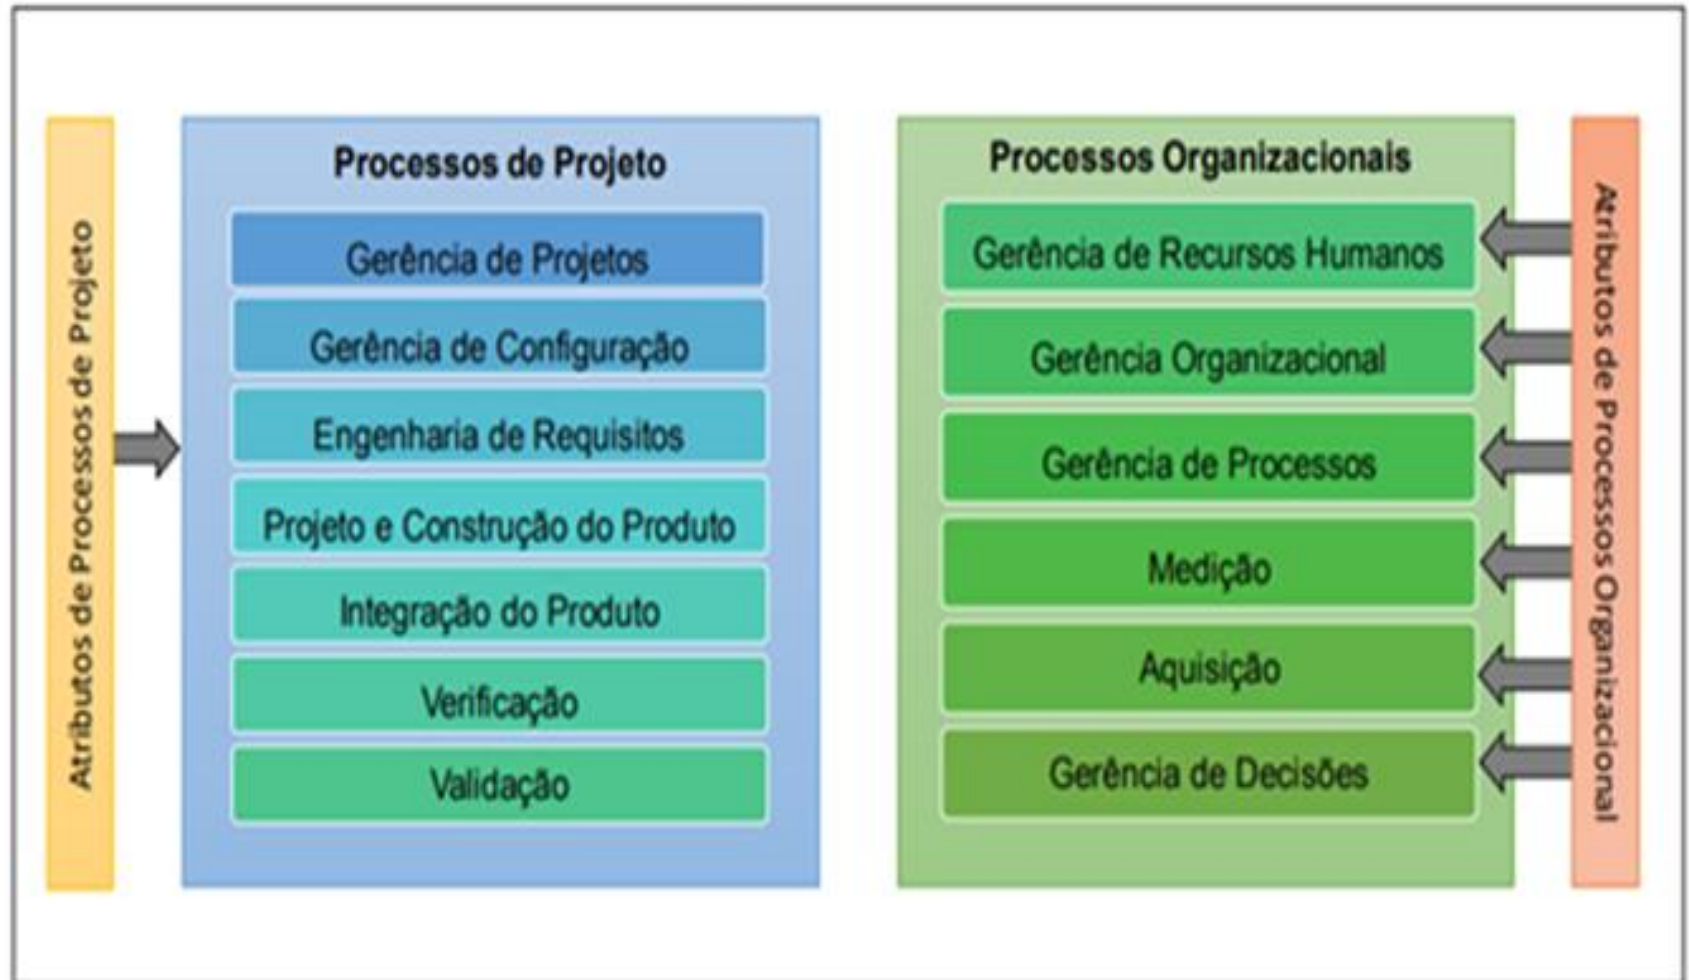 Atributos de Processos de Projeto
Processos de Projeto
Gerência de Projetos
Gerência de Configuração
Engenharia de Requisitos
Projeto e Construção do Produto
Integração do Produto
Verificação
Validação
Processos Organizacionais
Gerência de Recursos Humanos
Gerência Organizacional
Gerência de Processos
Medição
Aquisição
Gerência de Decisões
Atributos de Processos Organizacional